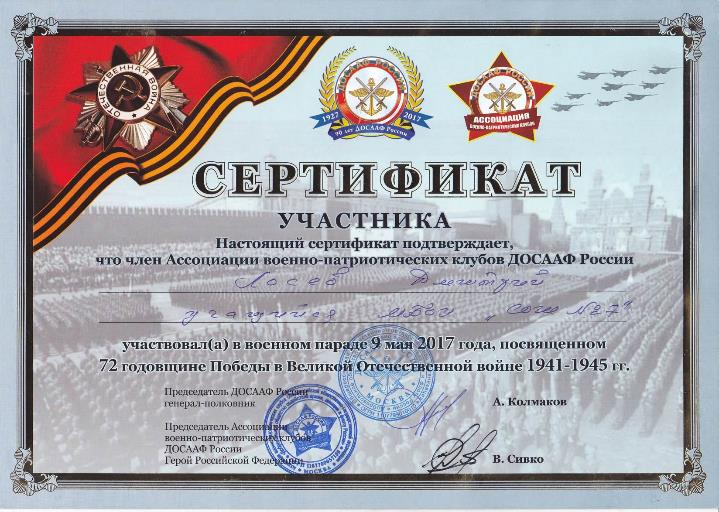 ОТЕЧЕСТВЕННАЯ ВОЙНА
ДОСААФ РОССИИ
1927 2017
90 лет ДОСААФ России
ДОСААФ РОССИИ
АССОЦИАЦИЯ
ВОЕННО-ПАТРИОТИЧЕСКИХ КЛУБОВ
СЕРТИФИКАТ
УЧАСТНИКА
Настоящий сертификат подтверждает,
что член Ассоциации военно-патриотических клубов ДОСААФ России
Лосев Дмитрий
учащийся МБОУ "СОШ №27"
участвовал(а) в военном параде 9 мая 2017 года, посвященном
72 годовщине Победы в Великой Отечественной войне 1941-1945 гг.
Председатель ДОСААФ России
генерал-полковник
А. Колмаков
Председатель Ассоциации
военно-патриотических клубов
ДОСААФ России
Герой Российской Федерации
В. Сивко
МОСКВА
МОСКВА